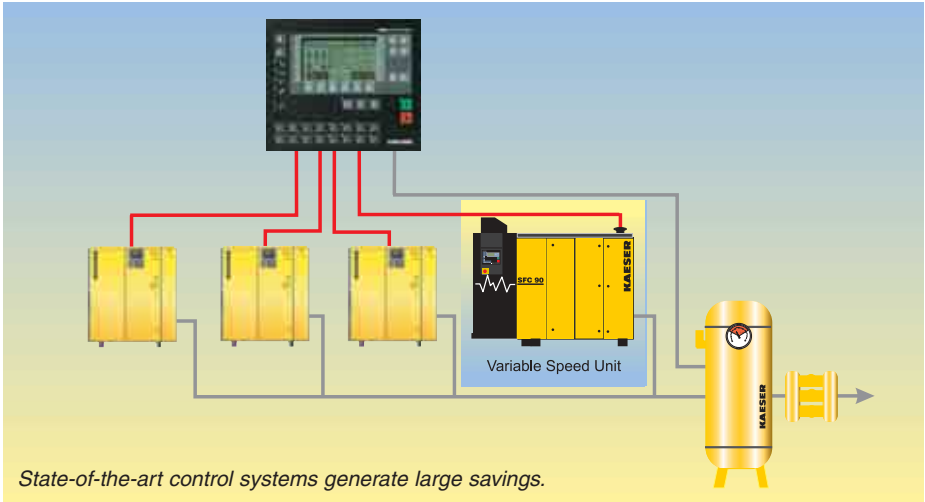 SFC 90
KAESER
Variable Speed Unit
KAESER
State-of-the-art control systems generate large savings.